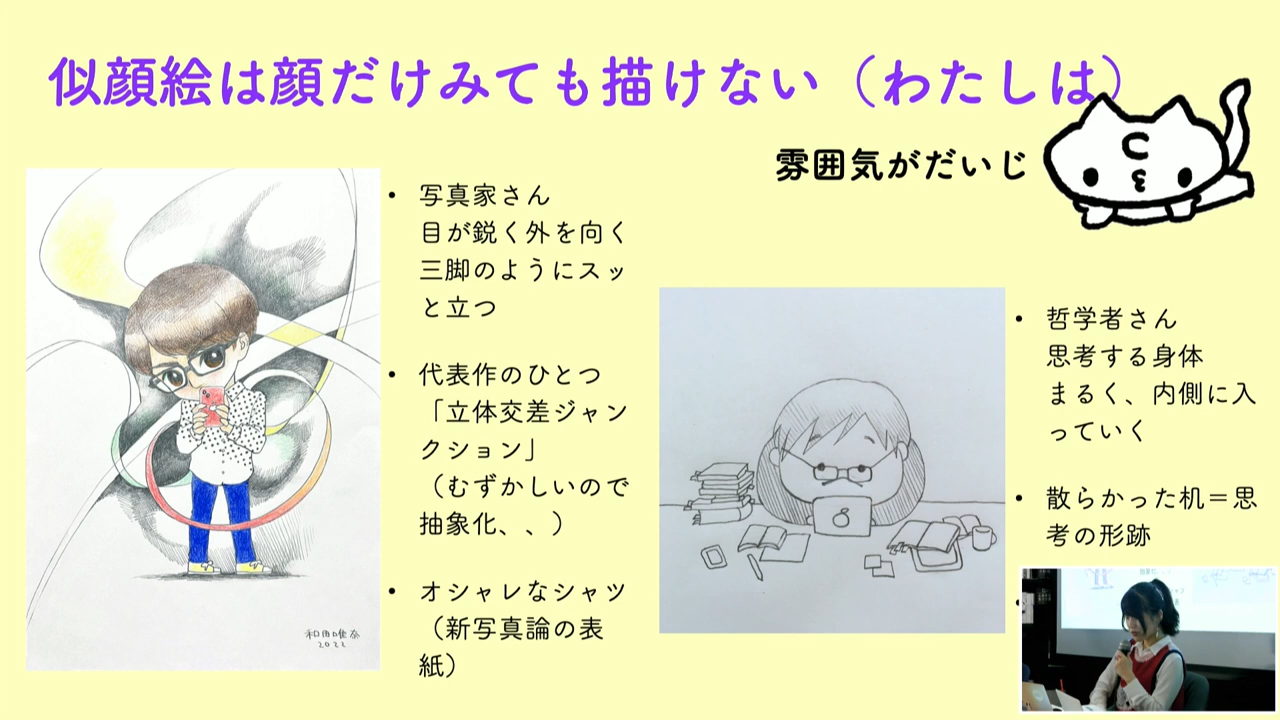 似顔絵は顔だけみても描けない（わたしは）
雰囲気がだいじ
• 写真家さん
目が鋭く外を向く
三脚のようにスッ
と立つ
• 代表作のひとつ
「立体交差ジャン
クション」
（むずかしいので
抽象化、、）
• オシャレなシャツ
（新写真論の表
紙）
和田唯奈
2022
• 哲学者さん
思考する身体
まるく、内側に入
っていく
• 散らかった机＝思
考の形跡